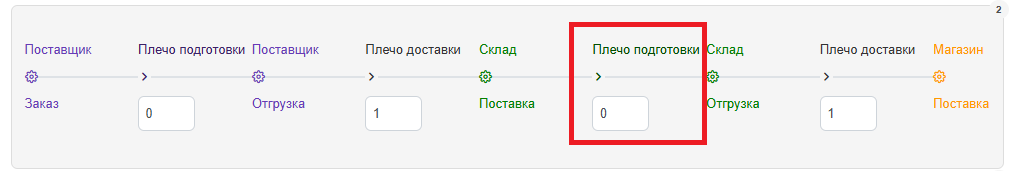 2
Поставщик Плечо подготовки Поставщик Плечо доставки Склад Плечо подготовки Склад Плечо доставки Магазин
Заказ 0 Отгрузка 1 Поставка 0 Отгрузка 1 Поставка